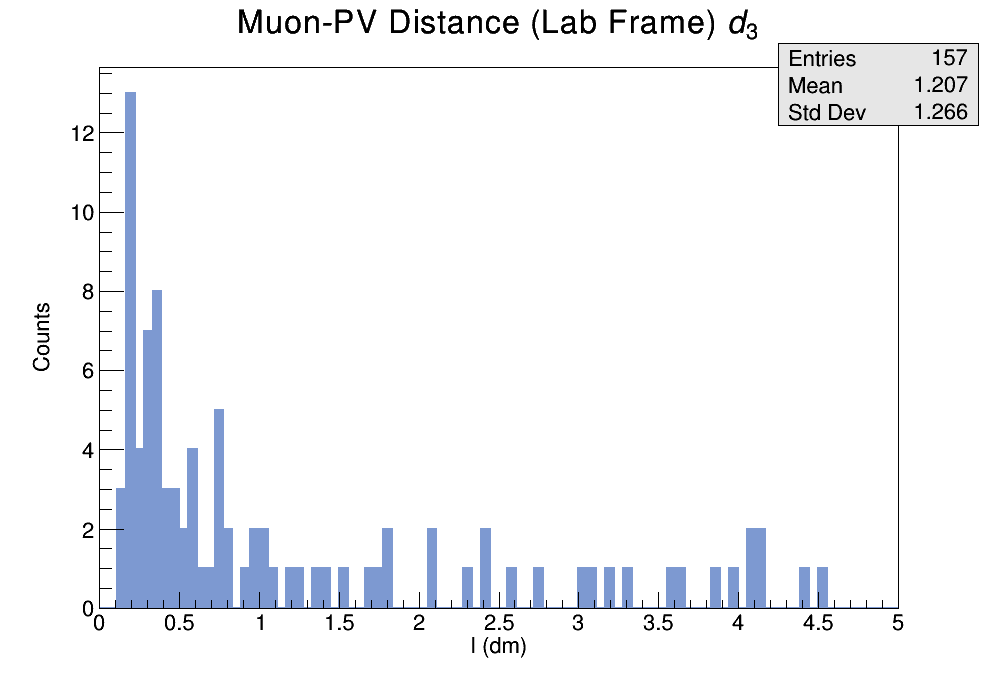 Muon-PV Distance (Lab Frame) d₃
Entries 157
Mean 1.207
Std Dev 1.266
Counts
12
10
8
6
4
2
0
0 0.5 1 1.5 2 2.5 3 3.5 4 4.5 5
l (dm)